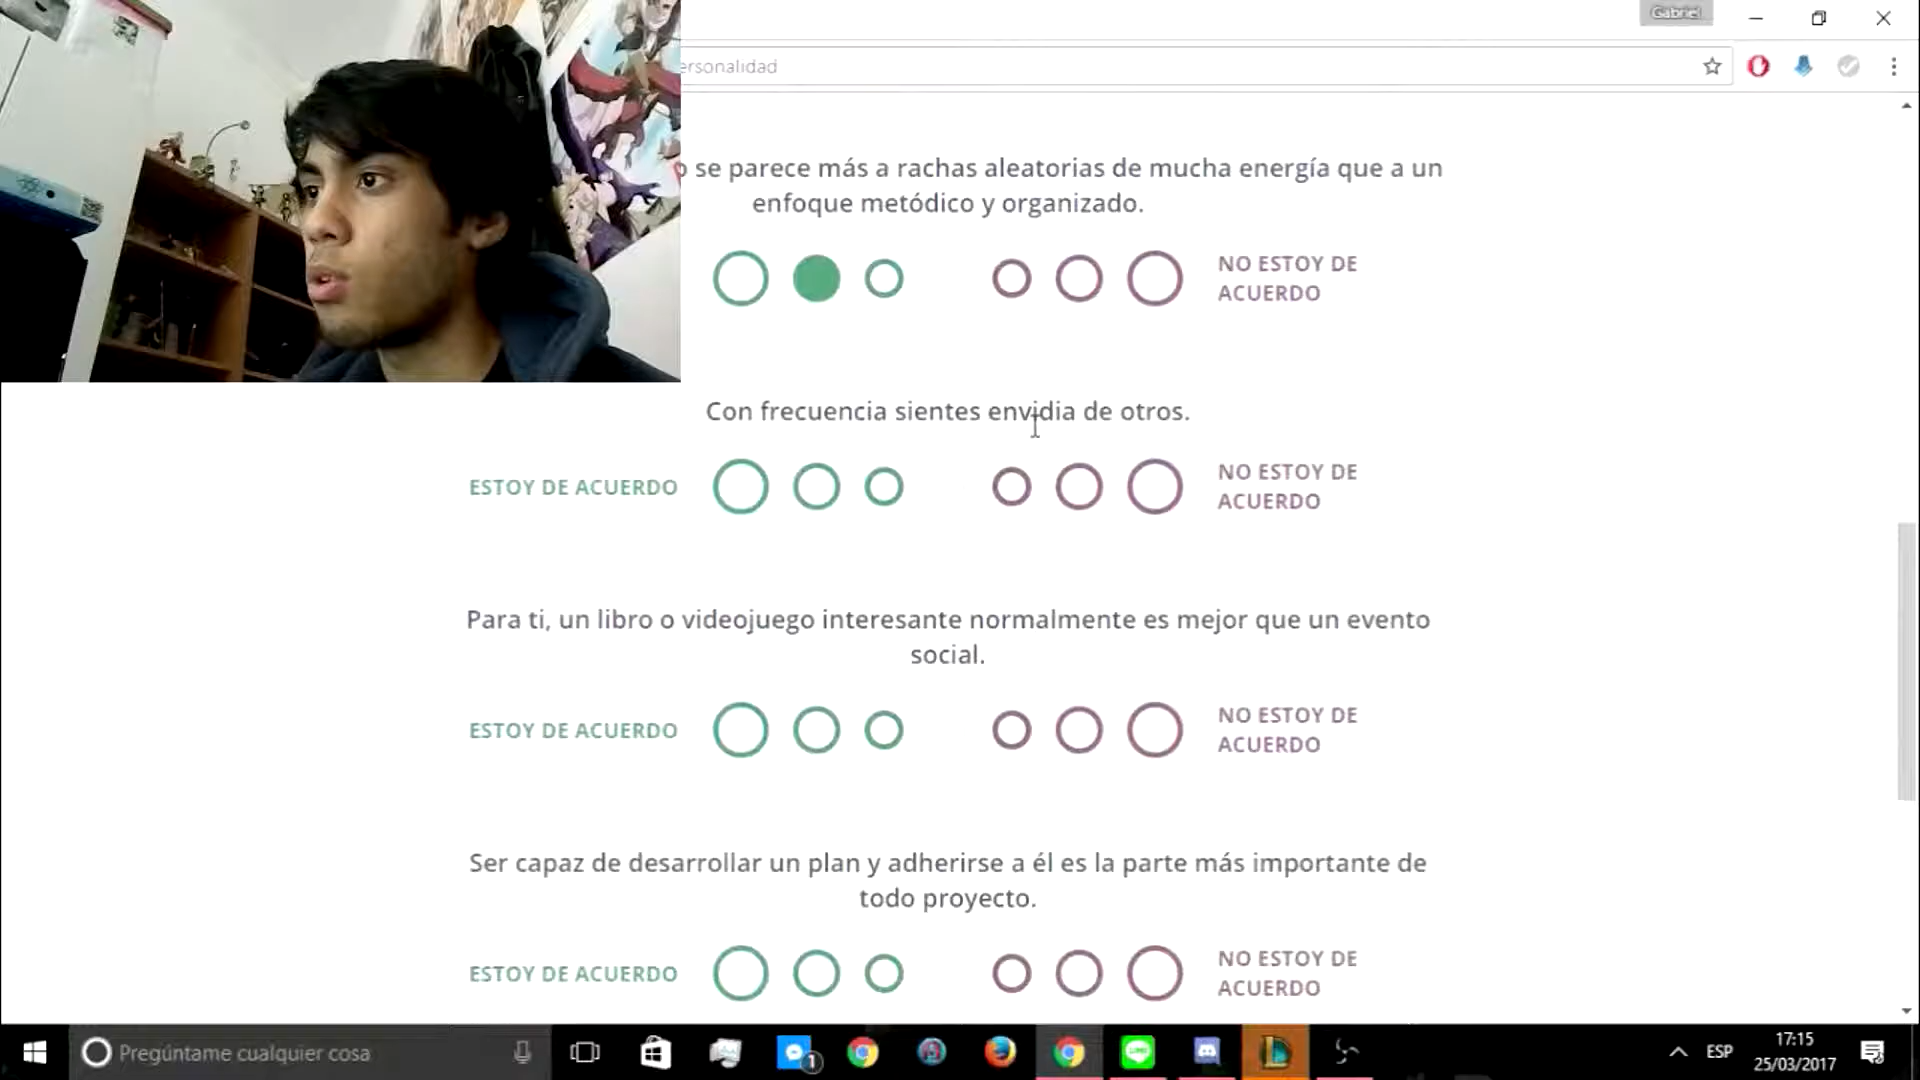 Gabriel
ersonalidad
o se parece más a rachas aleatorias de mucha energía que a un
enfoque metódico y organizado.
NO ESTOY DE
ACUERDO
Con frecuencia sientes envidia de otros.
ESTOY DE ACUERDO
NO ESTOY DE
ACUERDO
Para ti, un libro o videojuego interesante normalmente es mejor que un evento
social.
ESTOY DE ACUERDO
NO ESTOY DE
ACUERDO
Ser capaz de desarrollar un plan y adherirse a él es la parte más importante de
todo proyecto.
ESTOY DE ACUERDO
NO ESTOY DE
ACUERDO
Pregúntame cualquier cosa
1
LINE
ESP
17:15
25/03/2017